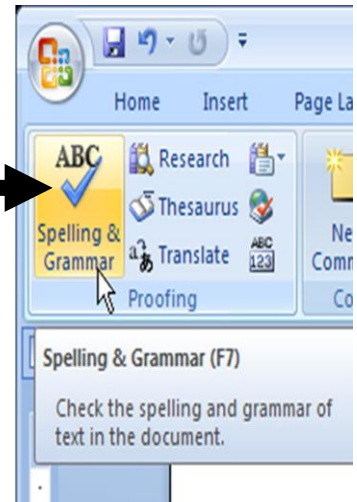 Home Insert Page La
ABC Research
Thesaurus
Spelling & Ne
Grammar Translate ABC 123 Comm
Proofing Co
Spelling & Grammar (F7)
Check the spelling and grammar of
text in the document.